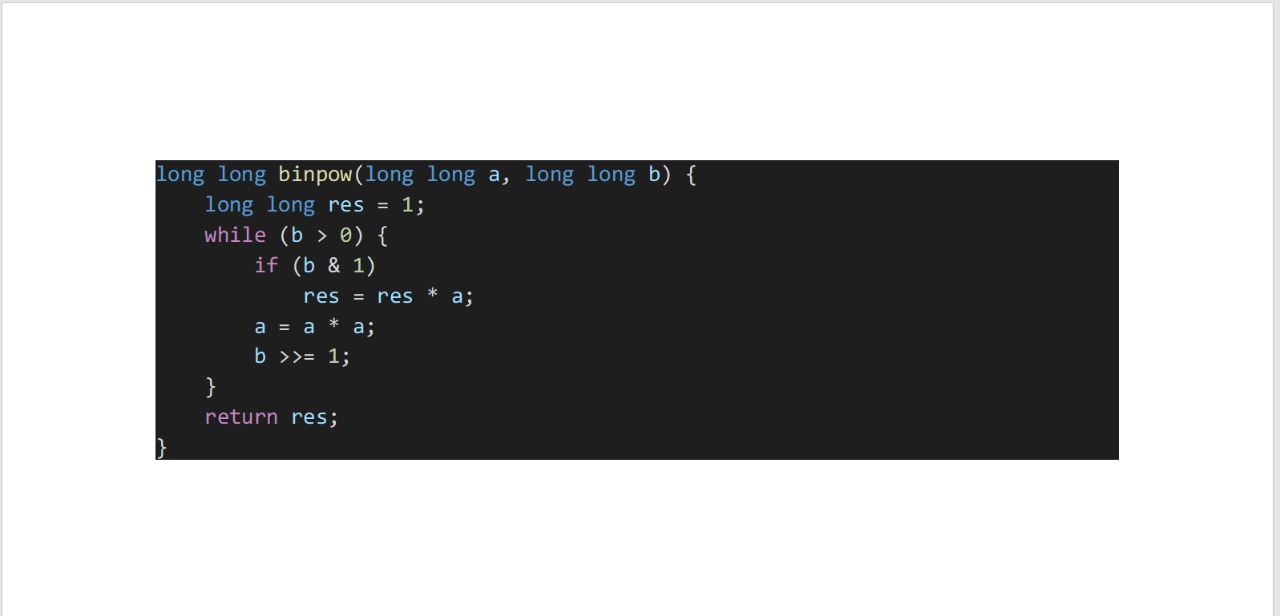 long long binpow(long long a, long long b) {
    long long res = 1;
    while (b > 0) {
        if (b & 1)
            res = res * a;
        a = a * a;
        b >>= 1;
    }
    return res;
}